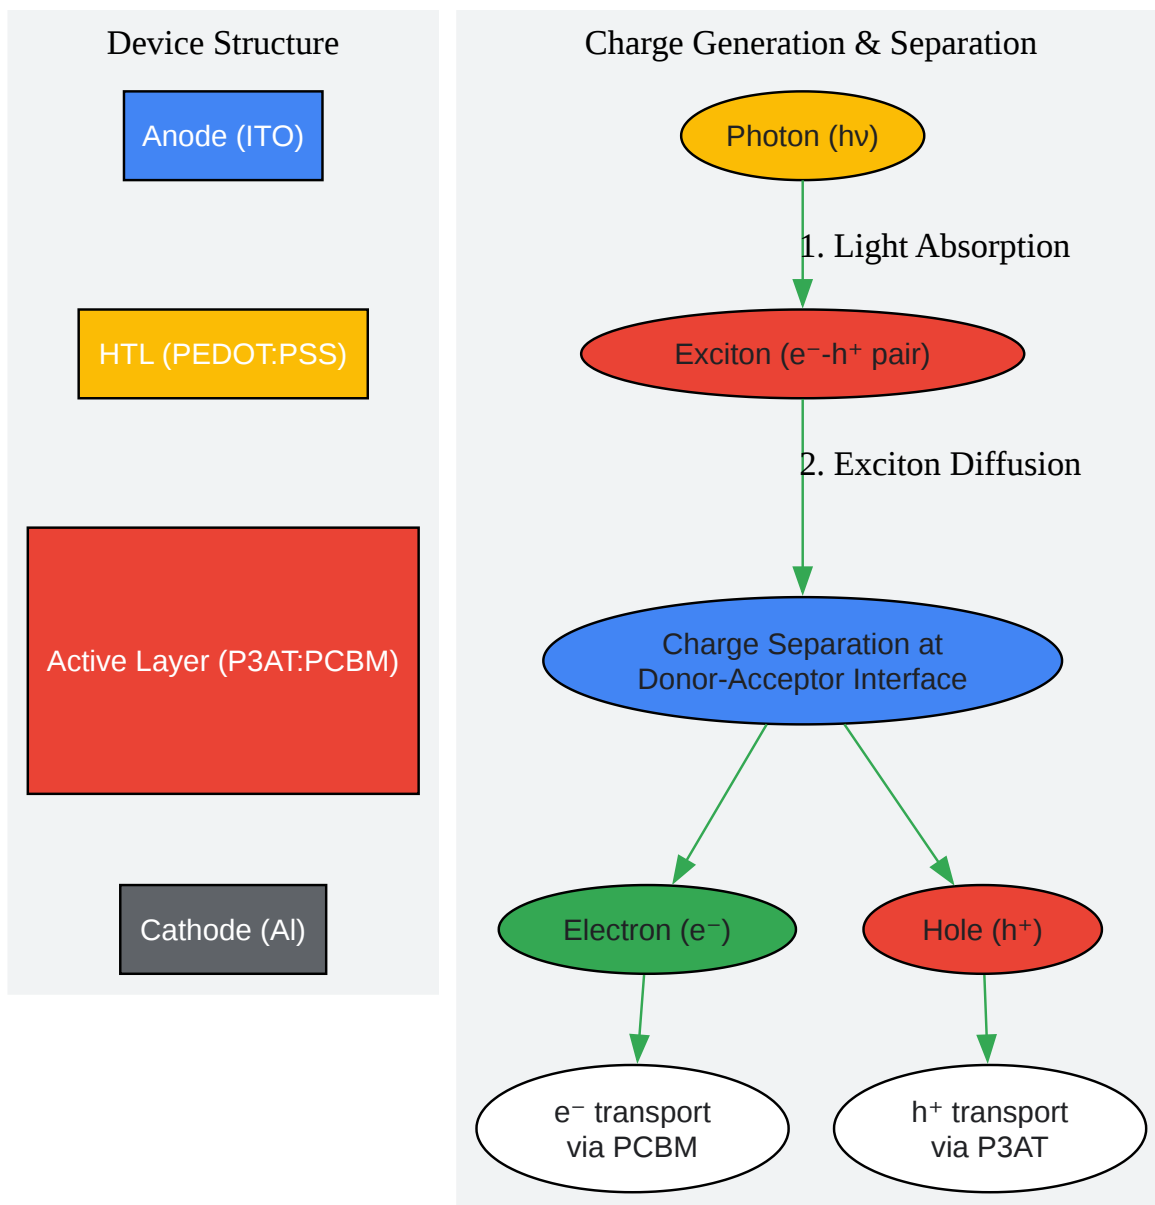 Device Structure
Anode (ITO)
HTL (PEDOT:PSS)
Active Layer (P3AT:PCBM)
Cathode (Al)
Charge Generation & Separation
Photon (hν)
1. Light Absorption
Exciton (e⁻-h⁺ pair)
2. Exciton Diffusion
Charge Separation at
Donor-Acceptor Interface
Electron (e⁻)
Hole (h⁺)
e⁻ transport
via PCBM
h⁺ transport
via P3AT